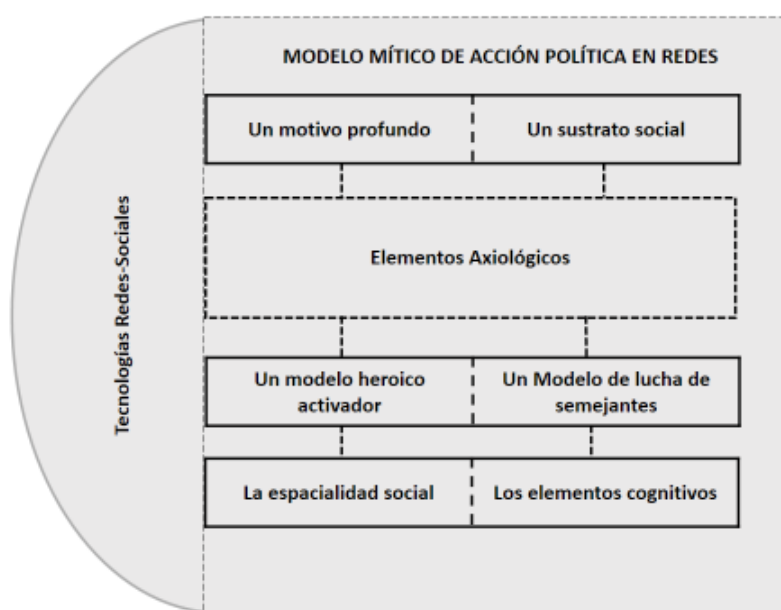 MODELO MÍTICO DE ACCIÓN POLÍTICA EN REDES
Un motivo profundo
Un sustrato social
Tecnologías Redes-Sociales
Elementos Axiológicos
Un modelo heroico
activador
Un Modelo de lucha de
semejantes
La espacialidad social
Los elementos cognitivos